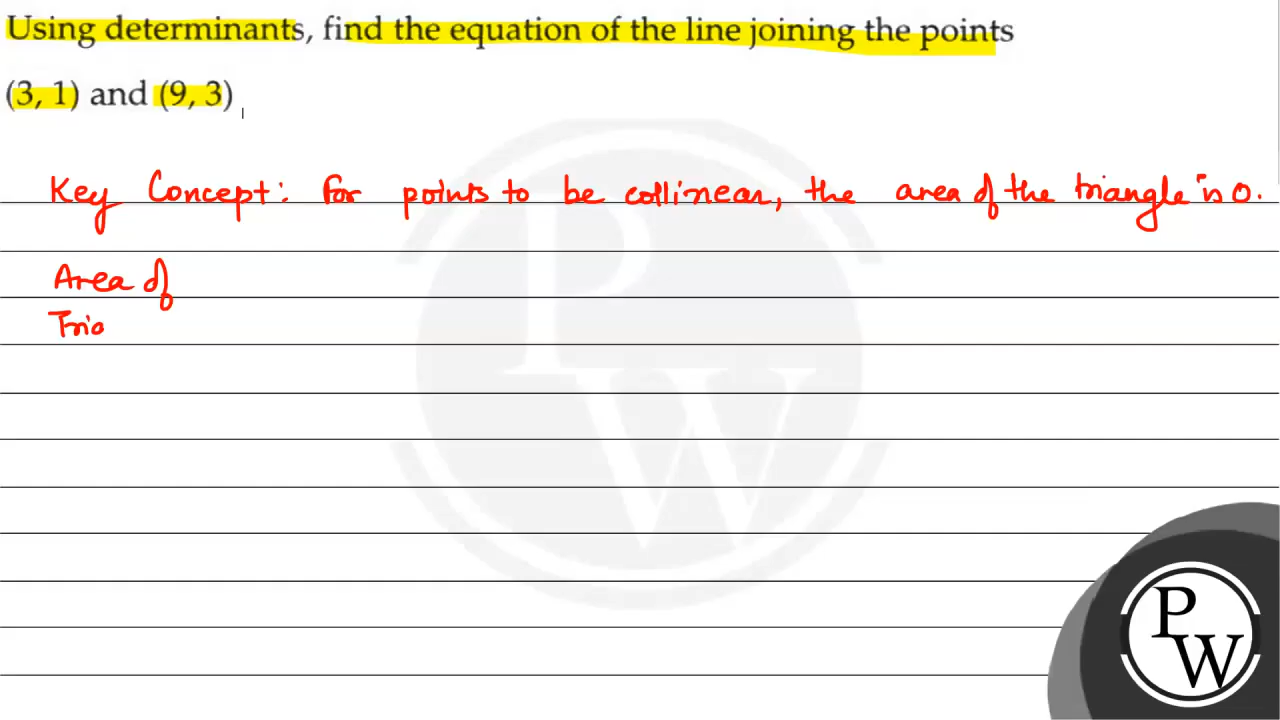 Using determinants, find the equation of the line joining the points
(3, 1) and (9, 3)
Key Concept: For points to be collinear, the area of the triangle is 0.
Area of
Tria
P
W
P
W